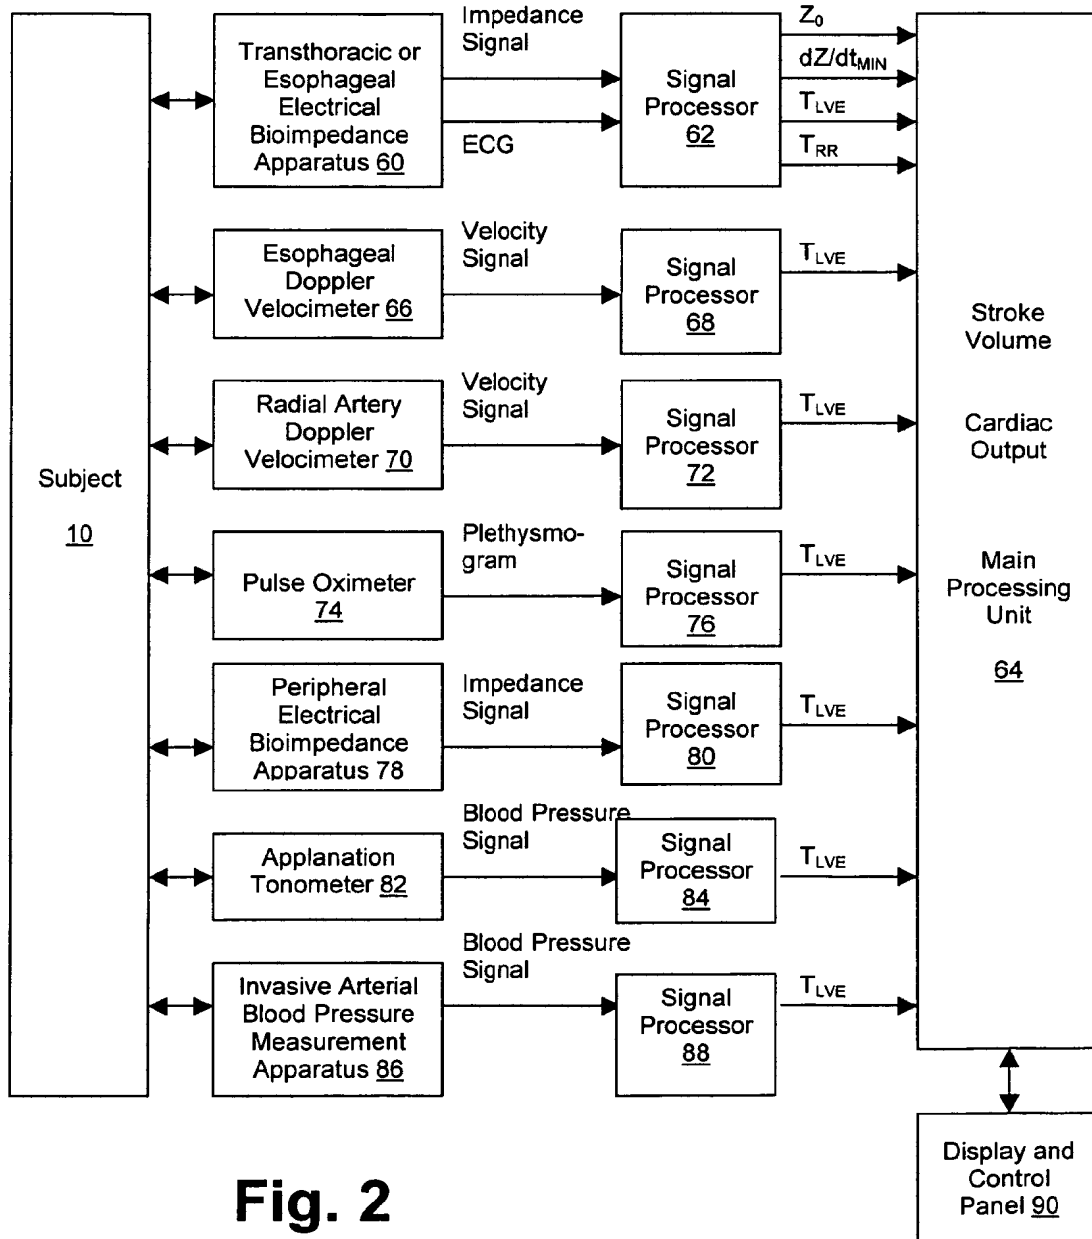 Subject
10
Transthoracic or
Esophageal
Electrical
Bioimpedance
Apparatus 60
Impedance
Signal
ECG
Signal
Processor
62
Z0
dZ/dtMIN
TLVE
TRR
Esophageal
Doppler
Velocimeter 66
Velocity
Signal
Signal
Processor
68
TLVE
Radial Artery
Doppler
Velocimeter 70
Velocity
Signal
Signal
Processor
72
TLVE
Pulse Oximeter
74
Plethysmo-
gram
Signal
Processor
76
TLVE
Peripheral
Electrical
Bioimpedance
Apparatus 78
Impedance
Signal
Signal
Processor
80
TLVE
Applanation
Tonometer 82
Blood Pressure
Signal
Signal
Processor
84
TLVE
Invasive Arterial
Blood Pressure
Measurement
Apparatus 86
Blood Pressure
Signal
Signal
Processor
88
TLVE
Stroke
Volume
Cardiac
Output
Main
Processing
Unit
64
Display and
Control
Panel 90
Fig. 2